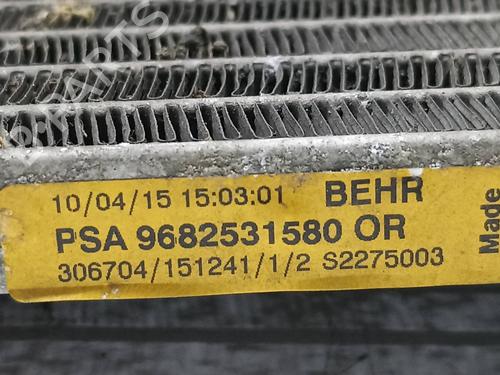 10/04/15 15:03:01 BEHR
PSA 9682531580 OR
306704/151241/1/2 S2275003
Made